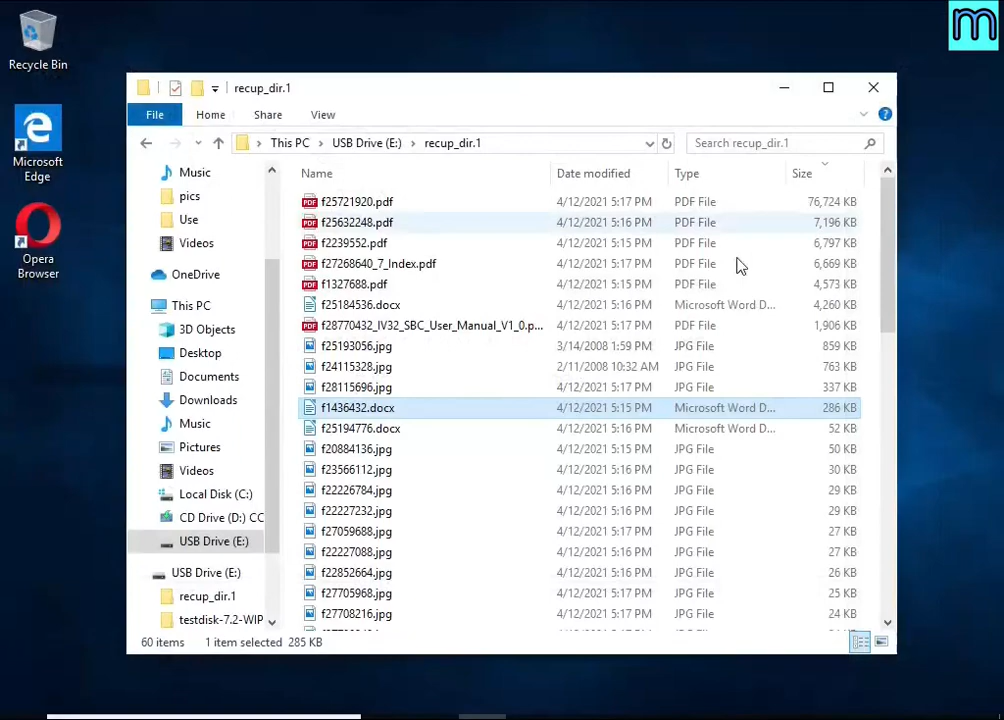 m
Recycle Bin
Microsoft
Edge
Opera
Browser
recup_dir.1
File Home Share View
This PC > USB Drive (E:) > recup_dir.1 Search recup_dir.1
Music
pics
Use
Videos
OneDrive
This PC
3D Objects
Desktop
Documents
Downloads
Music
Pictures
Videos
Local Disk (C:)
CD Drive (D:) CC
USB Drive (E:)
USB Drive (E:)
recup_dir.1
testdisk-7.2-WIP
Name Date modified Type Size
f25721920.pdf 4/12/2021 5:17 PM PDF File 76,724 KB
f25632248.pdf 4/12/2021 5:16 PM PDF File 7,196 KB
f2239552.pdf 4/12/2021 5:15 PM PDF File 6,797 KB
f27268640_7_Index.pdf 4/12/2021 5:17 PM PDF File 6,669 KB
f1327688.pdf 4/12/2021 5:15 PM PDF File 4,573 KB
f25184536.docx 4/12/2021 5:16 PM Microsoft Word D... 4,260 KB
f28770432_IV32_SBC_User_Manual_V1_0.p... 4/12/2021 5:17 PM PDF File 1,906 KB
f25193056.jpg 3/14/2008 1:59 PM JPG File 859 KB
f24115328.jpg 2/11/2008 10:32 AM JPG File 763 KB
f28115696.jpg 4/12/2021 5:17 PM JPG File 337 KB
f1436432.docx 4/12/2021 5:15 PM Microsoft Word D... 286 KB
f25194776.docx 4/12/2021 5:16 PM Microsoft Word D... 52 KB
f20884136.jpg 4/12/2021 5:16 PM JPG File 50 KB
f23566112.jpg 4/12/2021 5:16 PM JPG File 30 KB
f22226784.jpg 4/12/2021 5:16 PM JPG File 29 KB
f22227232.jpg 4/12/2021 5:16 PM JPG File 29 KB
f27059688.jpg 4/12/2021 5:17 PM JPG File 27 KB
f22227088.jpg 4/12/2021 5:16 PM JPG File 27 KB
f22852664.jpg 4/12/2021 5:16 PM JPG File 26 KB
f27705968.jpg 4/12/2021 5:17 PM JPG File 25 KB
f27708216.jpg 4/12/2021 5:17 PM JPG File 24 KB
60 items 1 item selected 285 KB